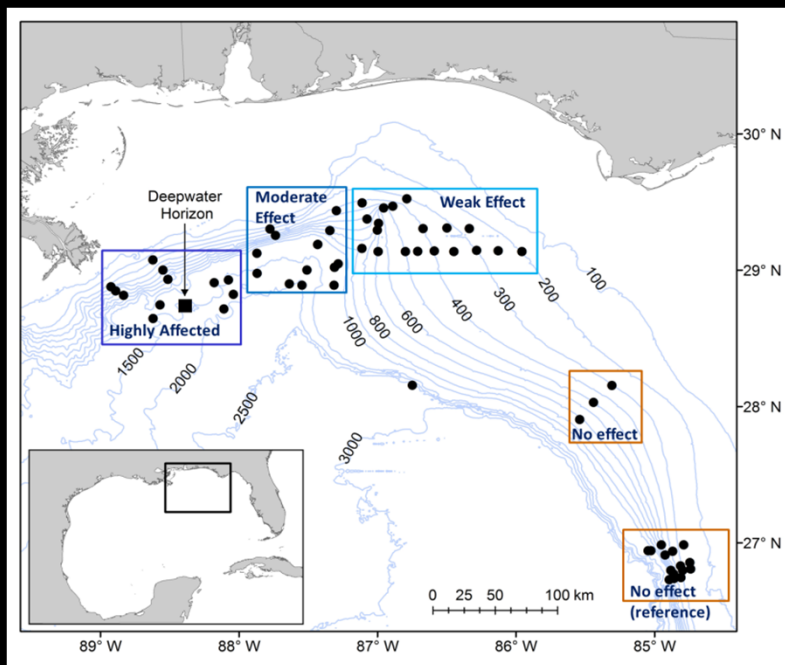 30° N
Deepwater
Horizon
Moderate
Effect
Weak Effect
29° N
100
200
300
400
600
800
1000
Highly Affected
1500
2000
2500
3000
28° N
No effect
27° N
0 25 50 100 km
No effect
(reference)
89° W 88° W 87° W 86° W 85° W